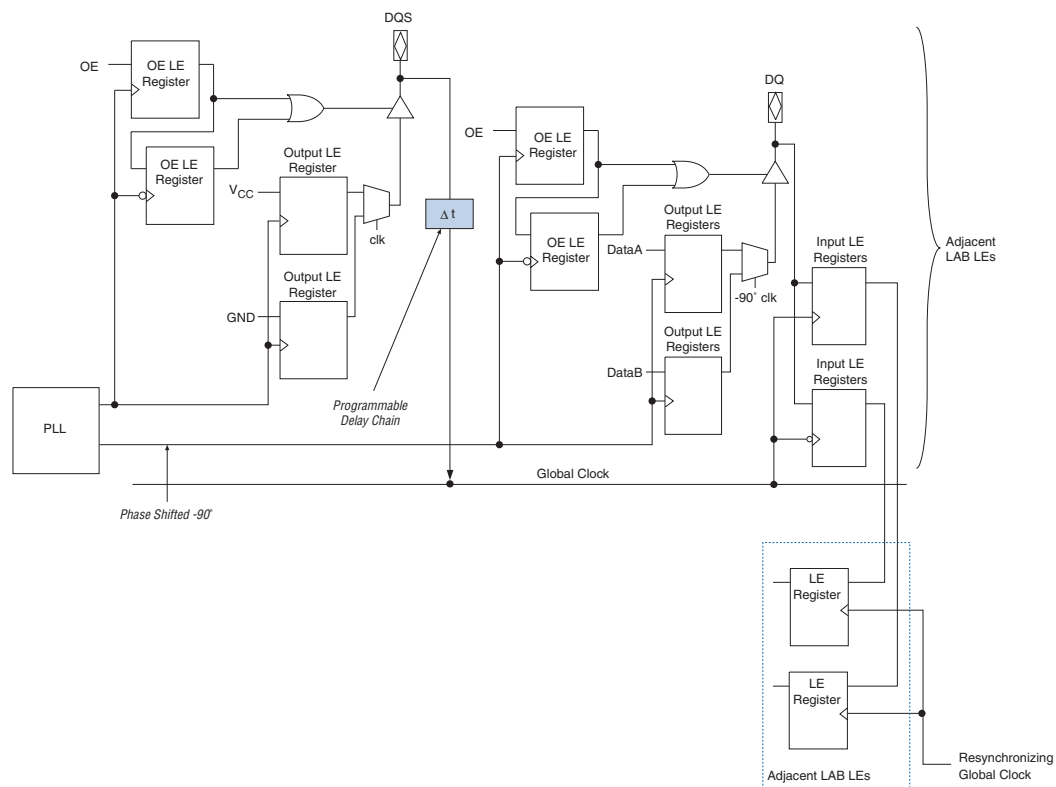 DQS
OE
OE LE
Register
OE LE
Register
Output LE
Register
VCC
clk
Δ t
Output LE
Register
GND
PLL
Programmable
Delay Chain
Phase Shifted -90˚
Global Clock
DQ
OE
OE LE
Register
OE LE
Register
Output LE
Registers
DataA
-90˚ clk
Output LE
Registers
DataB
Input LE
Registers
Input LE
Registers
Adjacent
LAB LEs
LE
Register
LE
Register
Adjacent LAB LEs
Resynchronizing
Global Clock